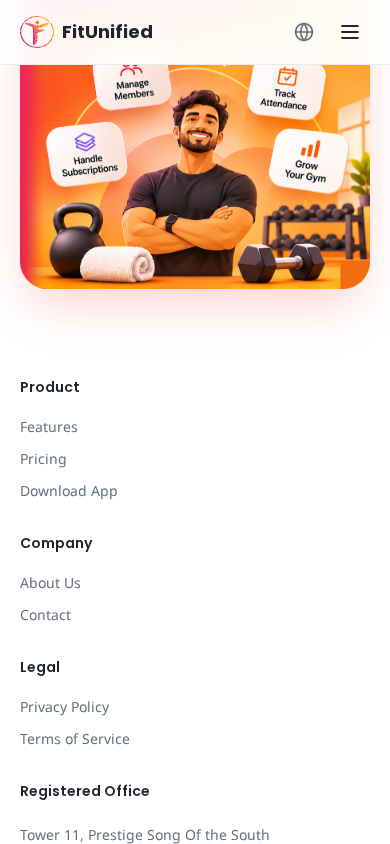 FitUnified
Manage
Members
Track
Attendance
Handle
Subscriptions
Grow
Your Gym
Product
Features
Pricing
Download App
Company
About Us
Contact
Legal
Privacy Policy
Terms of Service
Registered Office
Tower 11, Prestige Song Of the South